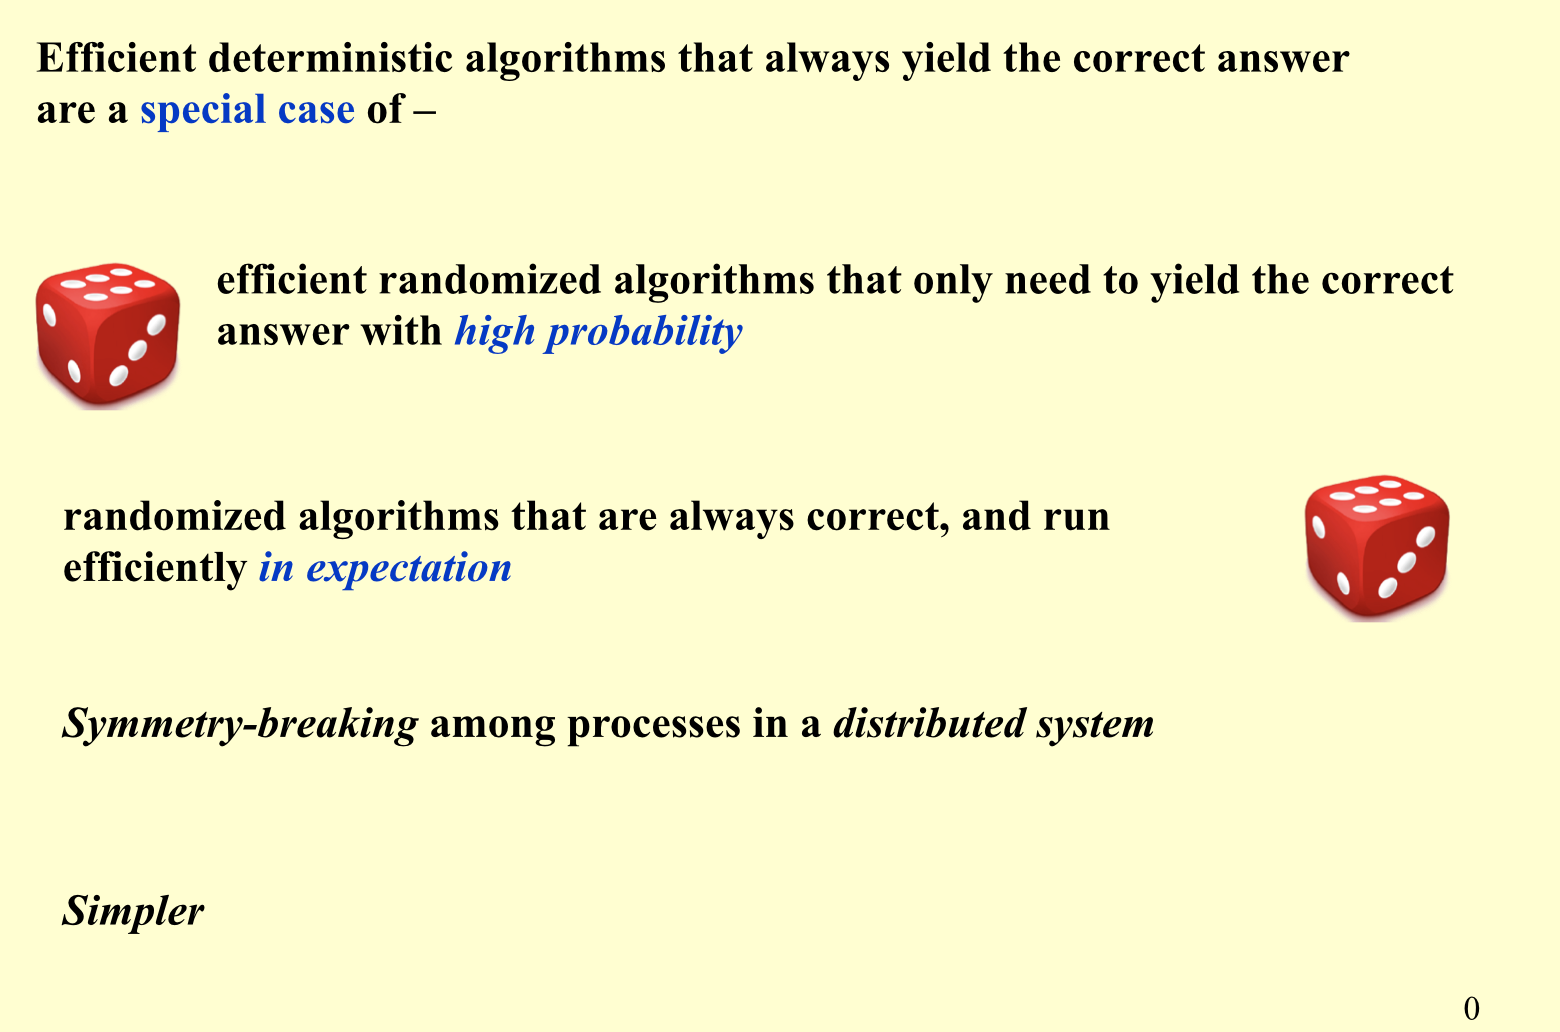 Efficient deterministic algorithms that always yield the correct answer
are a special case of –
efficient randomized algorithms that only need to yield the correct
answer with high probability
randomized algorithms that are always correct, and run
efficiently in expectation
Symmetry-breaking among processes in a distributed system
Simpler
0